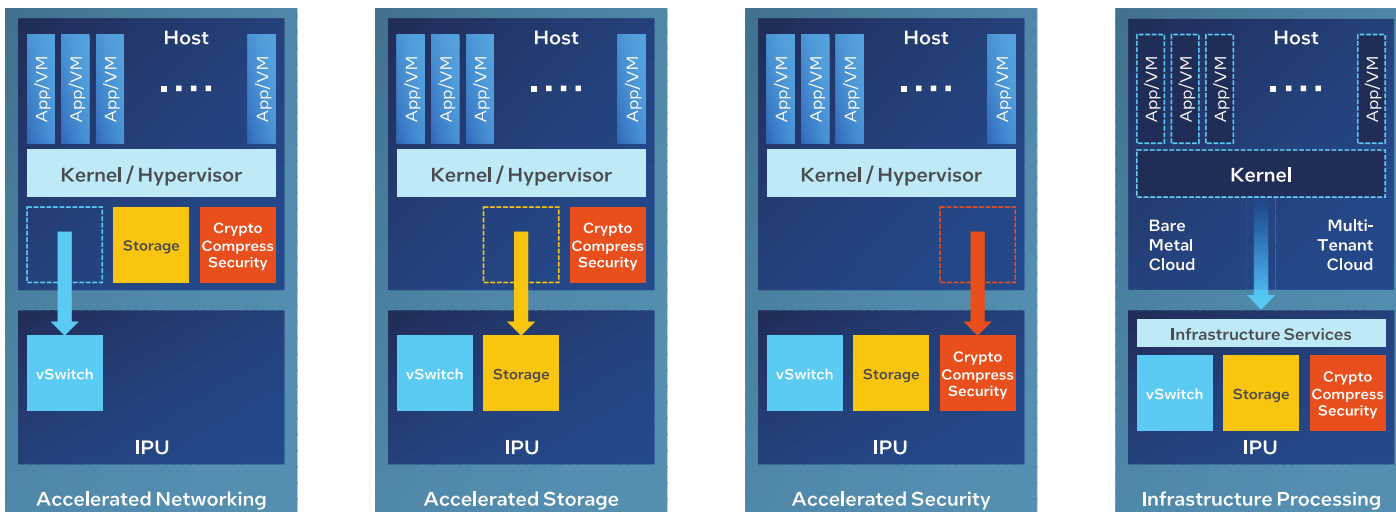 Host
App/VM
App/VM
App/VM
App/VM
Kernel / Hypervisor
Storage
Crypto
Compress
Security
vSwitch
IPU
Accelerated Networking
Host
App/VM
App/VM
App/VM
App/VM
Kernel / Hypervisor
Crypto
Compress
Security
vSwitch
Storage
IPU
Accelerated Storage
Host
App/VM
App/VM
App/VM
App/VM
Kernel / Hypervisor
vSwitch
Storage
Crypto
Compress
Security
IPU
Accelerated Security
Host
App/VM
App/VM
App/VM
App/VM
Kernel
Bare
Metal
Cloud
Multi-
Tenant
Cloud
Infrastructure Services
vSwitch
Storage
Crypto
Compress
Security
IPU
Infrastructure Processing